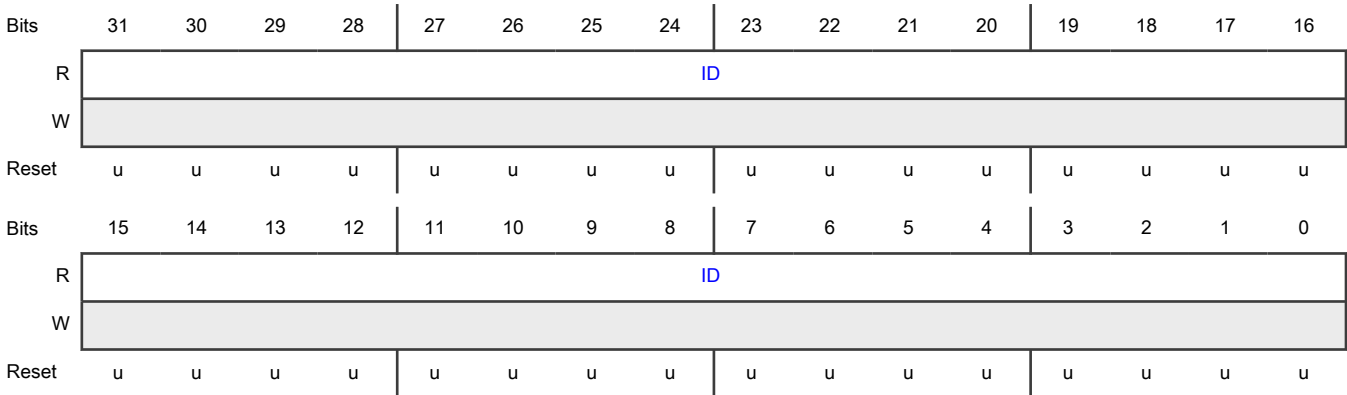 Bits 31 30 29 28 27 26 25 24 23 22 21 20 19 18 17 16
R ID
W
Reset u u u u u u u u u u u u u u u u
Bits 15 14 13 12 11 10 9 8 7 6 5 4 3 2 1 0
R ID
W
Reset u u u u u u u u u u u u u u u u